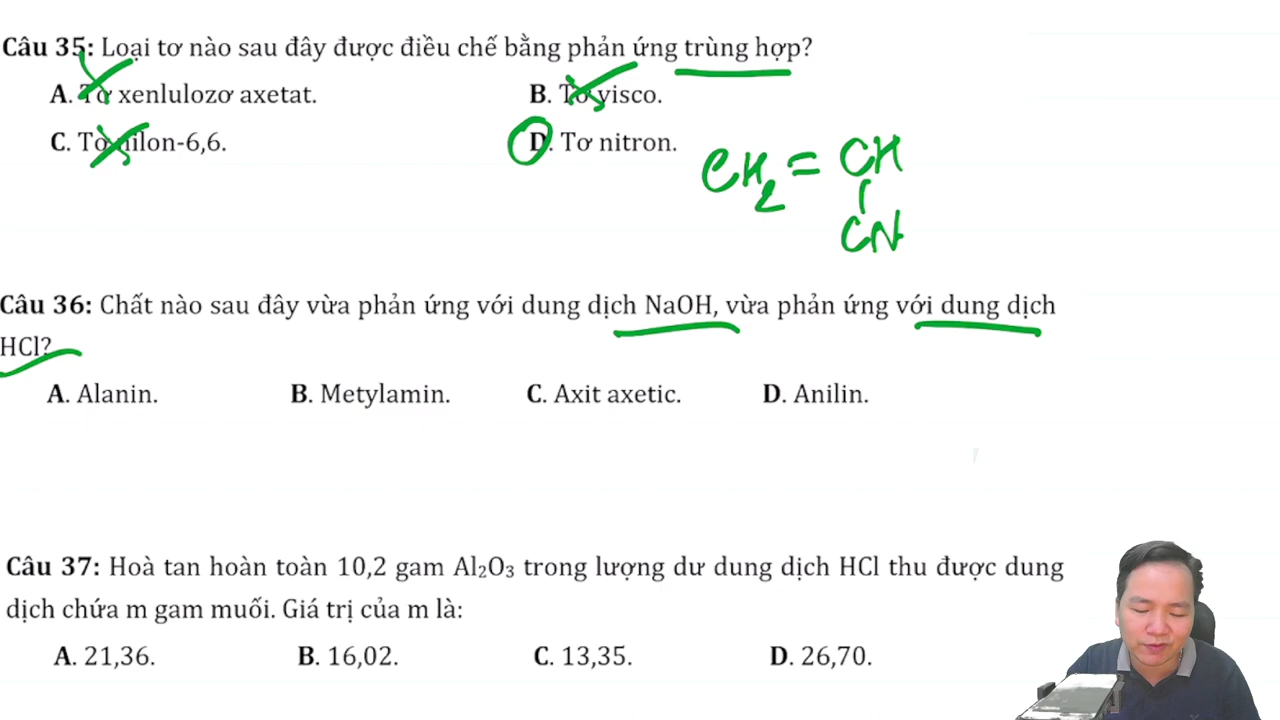 Câu 35: Loại tơ nào sau đây được điều chế bằng phản ứng trùng hợp?
A. Tơ xenlulozơ axetat. B. Tơ visco.
C. Tơ nilon-6,6. D. Tơ nitron.
CH2 = CH
CN
Câu 36: Chất nào sau đây vừa phản ứng với dung dịch NaOH, vừa phản ứng với dung dịch
HCl?
A. Alanin. B. Metylamin. C. Axit axetic. D. Anilin.
Câu 37: Hoà tan hoàn toàn 10,2 gam Al₂O₃ trong lượng dư dung dịch HCl thu được dung
dịch chứa m gam muối. Giá trị của m là:
A. 21,36. B. 16,02. C. 13,35. D. 26,70.